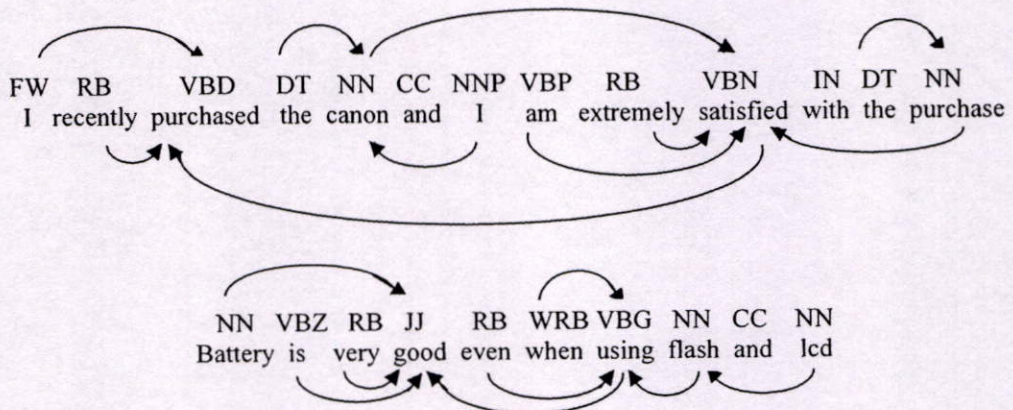 FW RB VBD DT NN CC NNP VBP RB VBN IN DT NN
I recently purchased the canon and I am extremely satisfied with the purchase
NN VBZ RB JJ RB WRB VBG NN CC NN
Battery is very good even when using flash and lcd